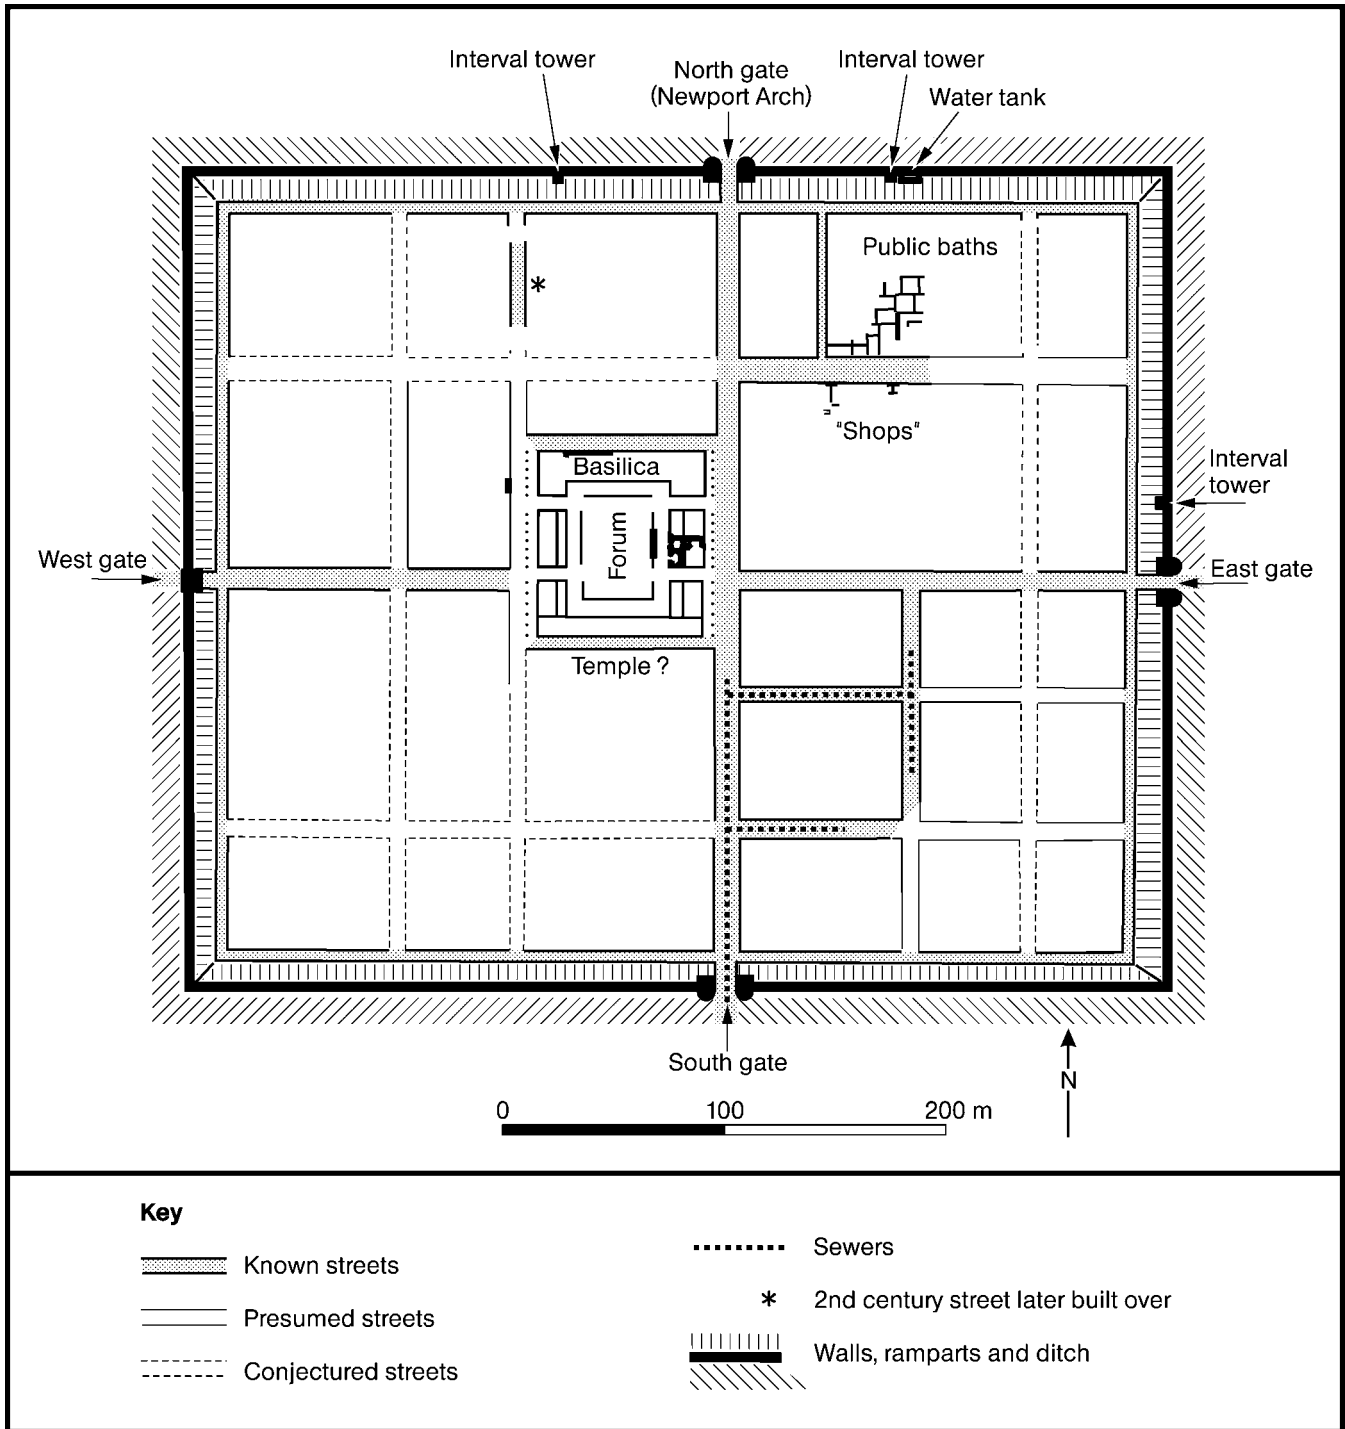 Interval tower
North gate
(Newport Arch)
Interval tower
Water tank
Public baths
"Shops"
Basilica
Forum
Interval
tower
West gate
East gate
Temple ?
South gate
N
0 100 200 m
Key
Known streets
Presumed streets
Conjectured streets
Sewers
* 2nd century street later built over
Walls, ramparts and ditch